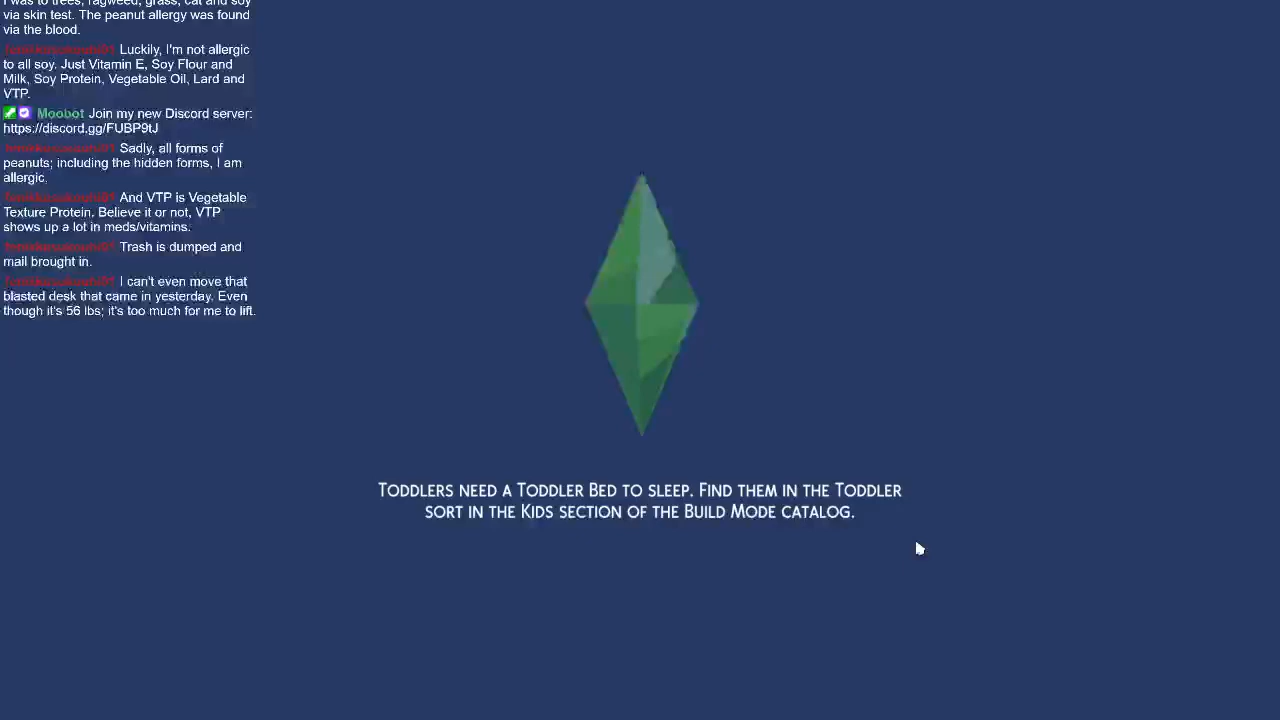 I was to trees, ragweed, grass, cat and soy
via skin test. The peanut allergy was found
via the blood.
Luckily, I'm not allergic
to all soy. Just Vitamin E, Soy Flour and
Milk, Soy Protein, Vegetable Oil, Lard and
VTP.
Moobot Join my new Discord server:
https://discord.gg/FUBP9tJ
Sadly, all forms of
peanuts; including the hidden forms, I am
allergic.
And VTP is Vegetable
Texture Protein. Believe it or not, VTP
shows up a lot in meds/vitamins.
Trash is dumped and
mail brought in.
I can't even move that
blasted desk that came in yesterday. Even
though it's 56 lbs; it's too much for me to lift.
Toddlers need a Toddler Bed to sleep. Find them in the Toddler
sort in the Kids section of the Build Mode catalog.